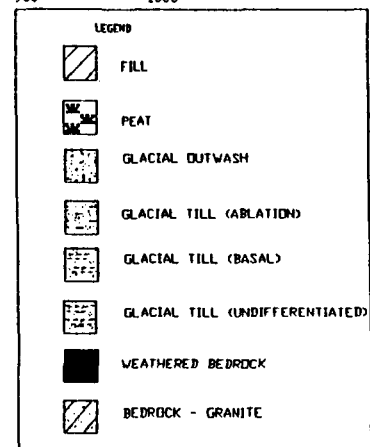 LEGEND
FILL
PEAT
GLACIAL OUTWASH
GLACIAL TILL (ABLATION)
GLACIAL TILL (BASAL)
GLACIAL TILL (UNDIFFERENTIATED)
WEATHERED BEDROCK
BEDROCK - GRANITE